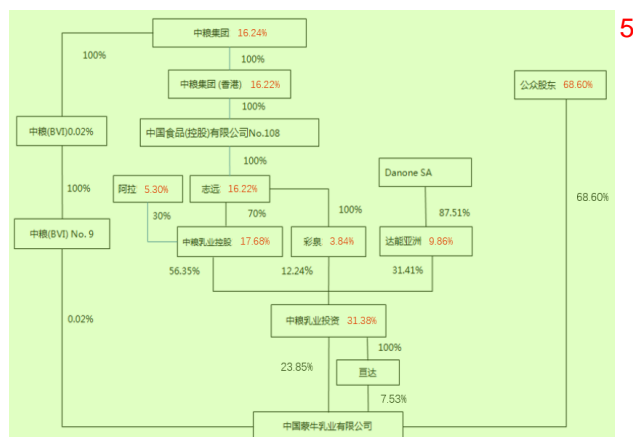 5
中粮集团 16.24%
100%
100%
中粮集团 (香港) 16.22%
公众股东 68.60%
100%
中粮(BVI)0.02%
中国食品(控股)有限公司No.108
100%
Danone SA
100%
阿拉 5.30%
志远 16.22%
87.51%
68.60%
30%
70%
100%
中粮(BVI) No. 9
中粮乳业控股 17.68%
彩泉 3.84%
达能亚洲 9.86%
56.35%
12.24%
31.41%
0.02%
中粮乳业投资 31.38%
100%
23.85%
亘达
7.53%
中国蒙牛乳业有限公司